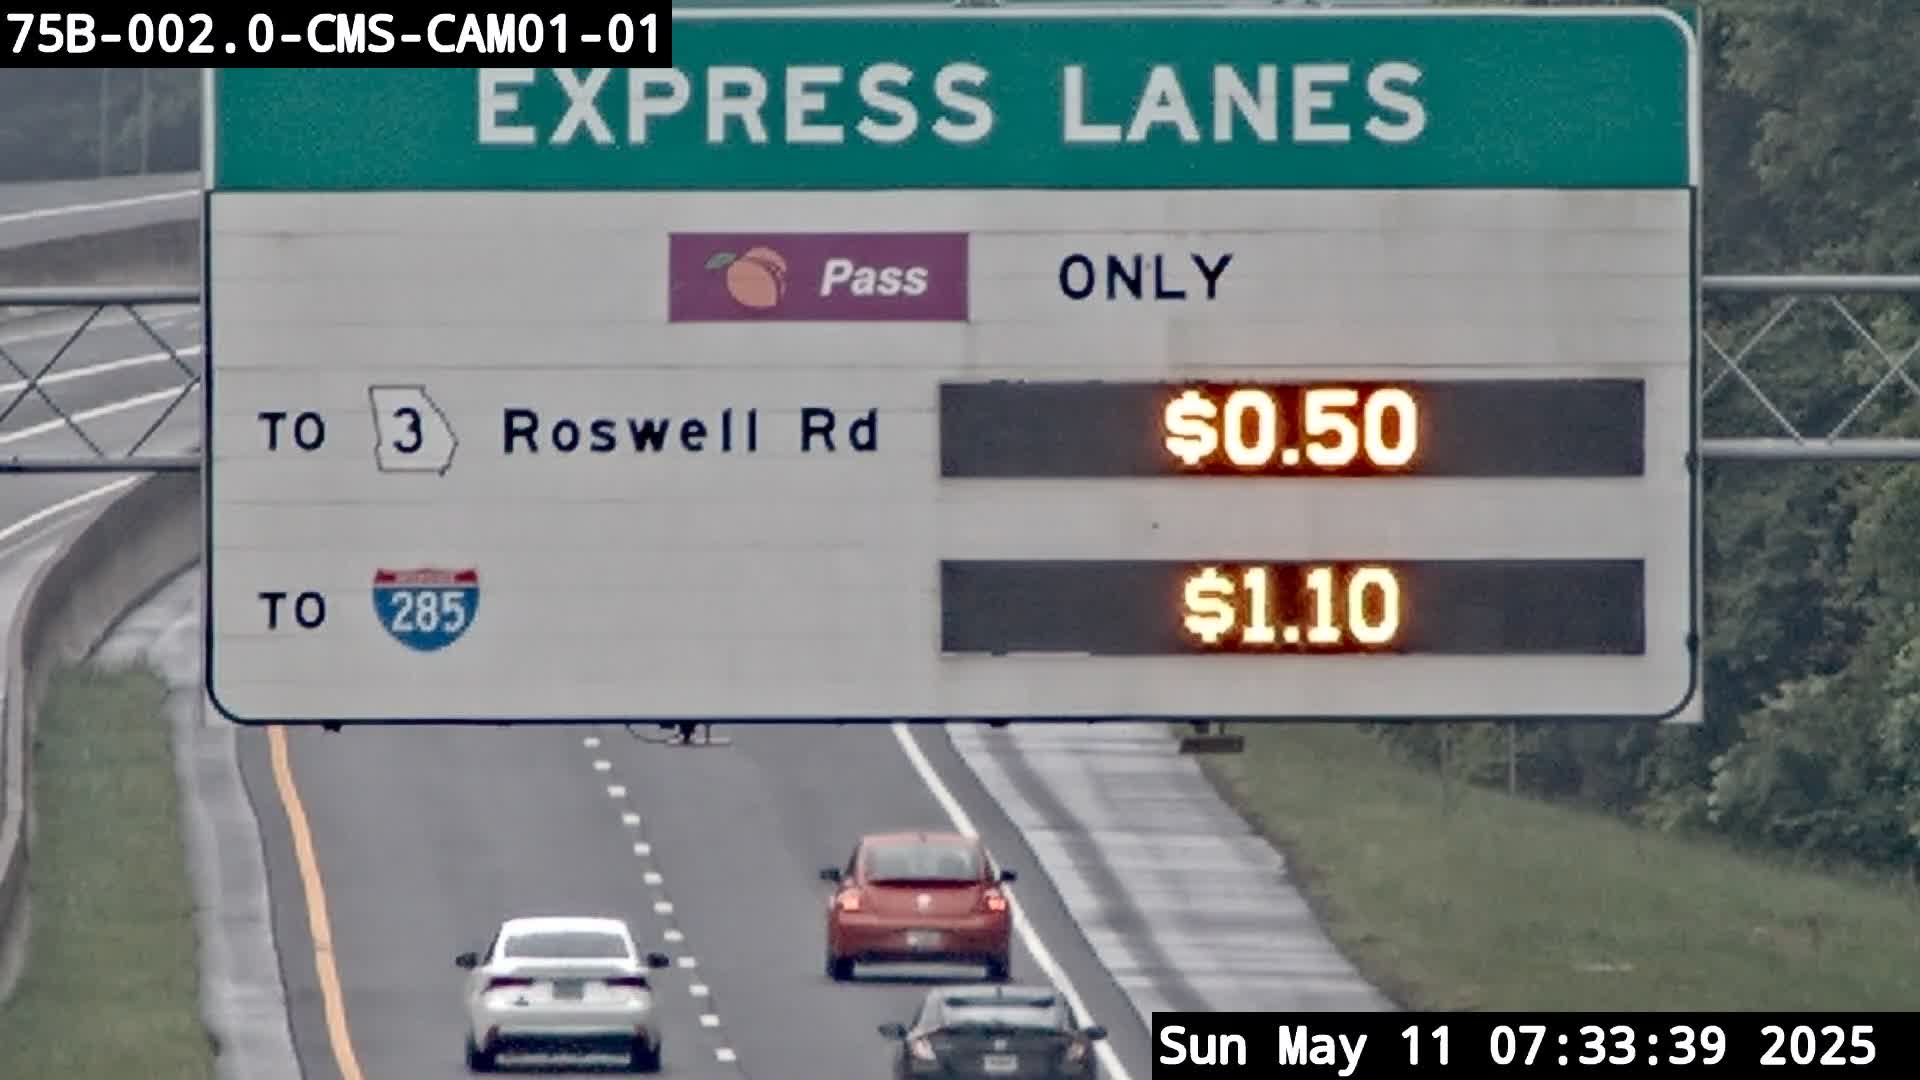 75B-002.0-CMS-CAM01-01
EXPRESS LANES
Pass ONLY
TO 3 Roswell Rd $0.50
TO 285 $1.10
Sun May 11 07:33:39 2025